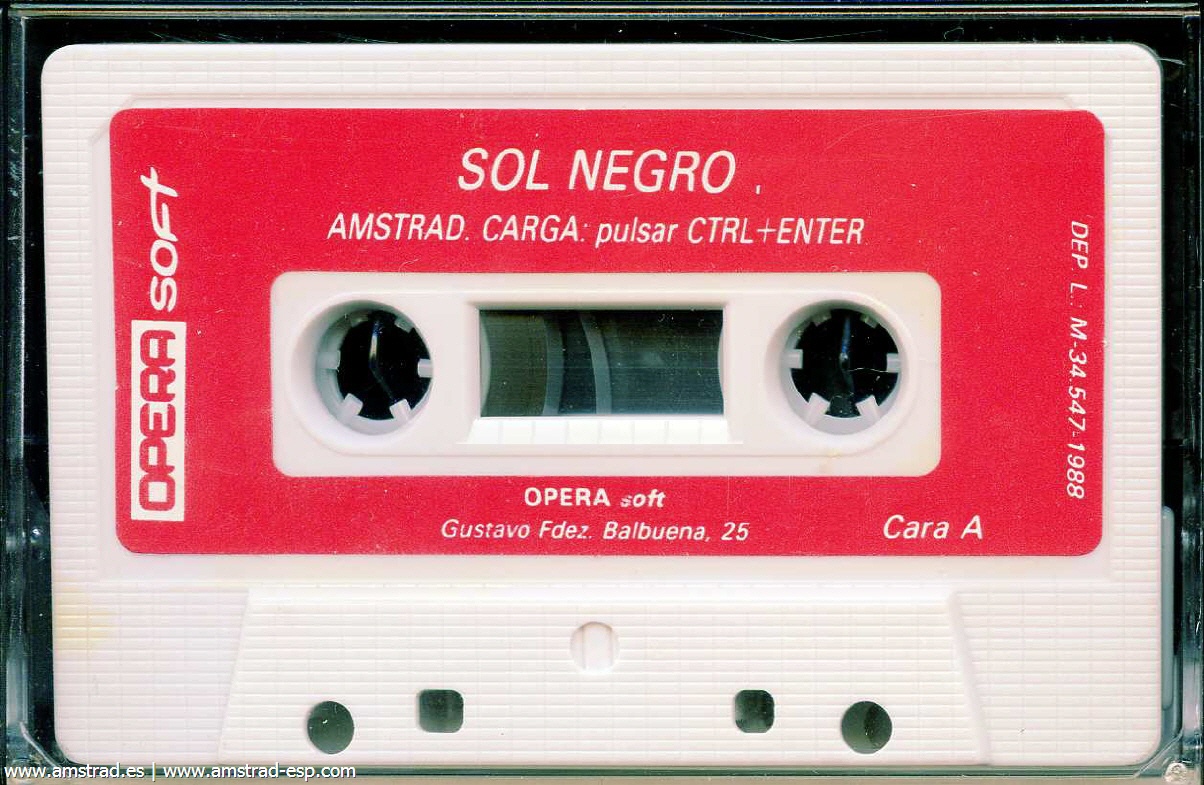 SOL NEGRO
AMSTRAD. CARGA: pulsar CTRL+ENTER
OPERA soft
DEP. L.: M-34.547-1988
OPERA soft
Gustavo Fdez. Balbuena, 25
Cara A
www.amstrad.es | www.amstrad-esp.com